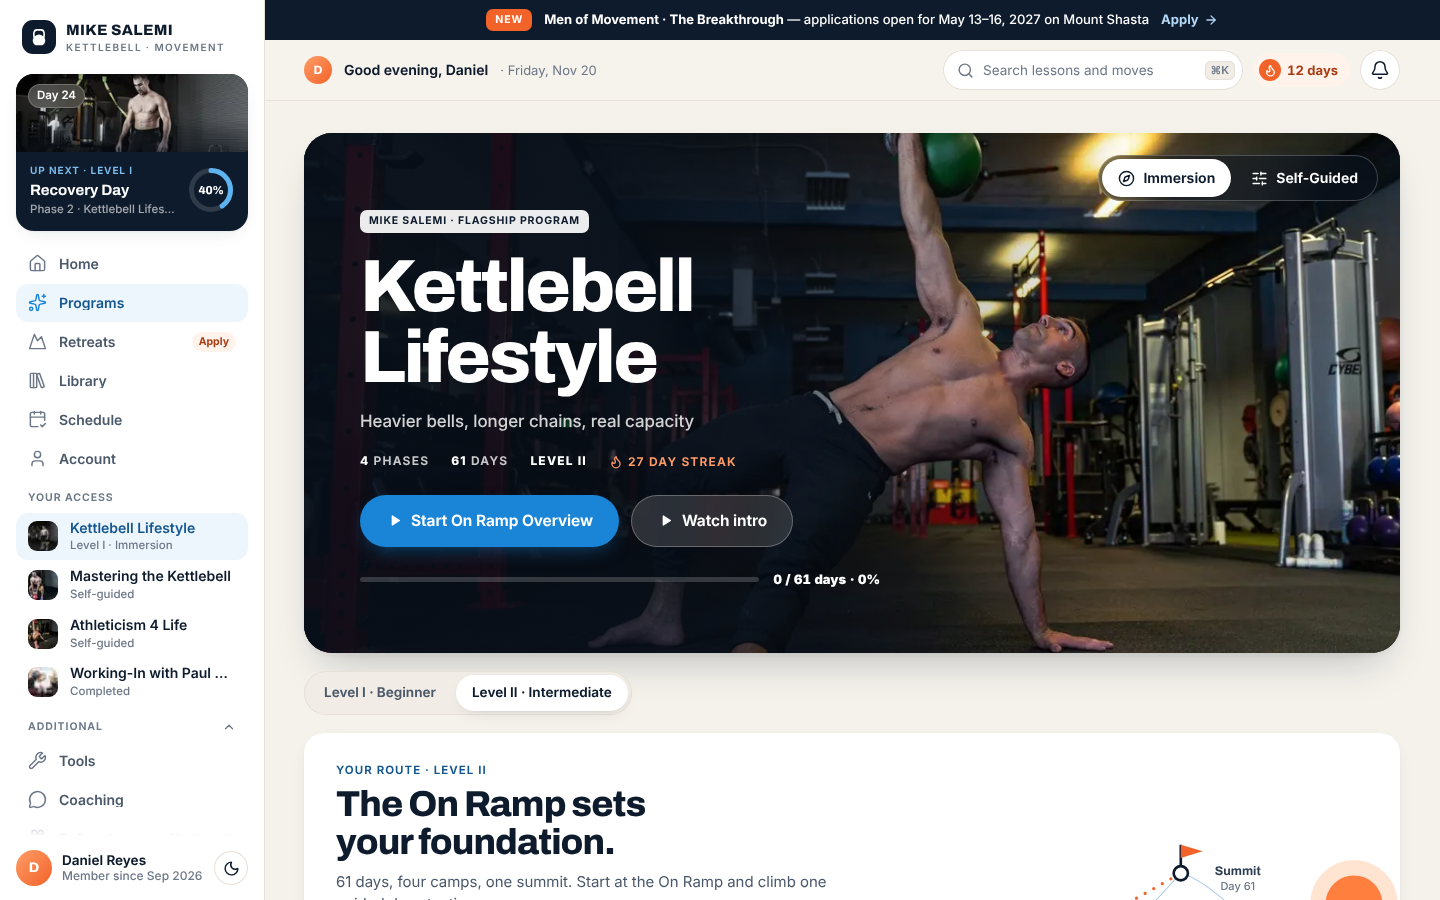 MIKE SALEMI
KETTLEBELL · MOVEMENT
Day 24
UP NEXT · LEVEL I
Recovery Day
Phase 2 · Kettlebell Lifes...
40%
Home
Programs
Retreats
Apply
Library
Schedule
Account
YOUR ACCESS
Kettlebell Lifestyle
Level I · Immersion
Mastering the Kettlebell
Self-guided
Athleticism 4 Life
Self-guided
Working-In with Paul ...
Completed
ADDITIONAL
Tools
Coaching
D
Daniel Reyes
Member since Sep 2026
NEW Men of Movement · The Breakthrough — applications open for May 13–16, 2027 on Mount Shasta Apply →
D Good evening, Daniel · Friday, Nov 20
Search lessons and moves ⌘K
12 days
Immersion
Self-Guided
MIKE SALEMI · FLAGSHIP PROGRAM
Kettlebell
Lifestyle
Heavier bells, longer chains, real capacity
4 PHASES 61 DAYS LEVEL II 27 DAY STREAK
Start On Ramp Overview
Watch intro
0 / 61 days · 0%
CYBE
Level I · Beginner
Level II · Intermediate
YOUR ROUTE · LEVEL II
The On Ramp sets
your foundation.
61 days, four camps, one summit. Start at the On Ramp and climb one
Summit
Day 61